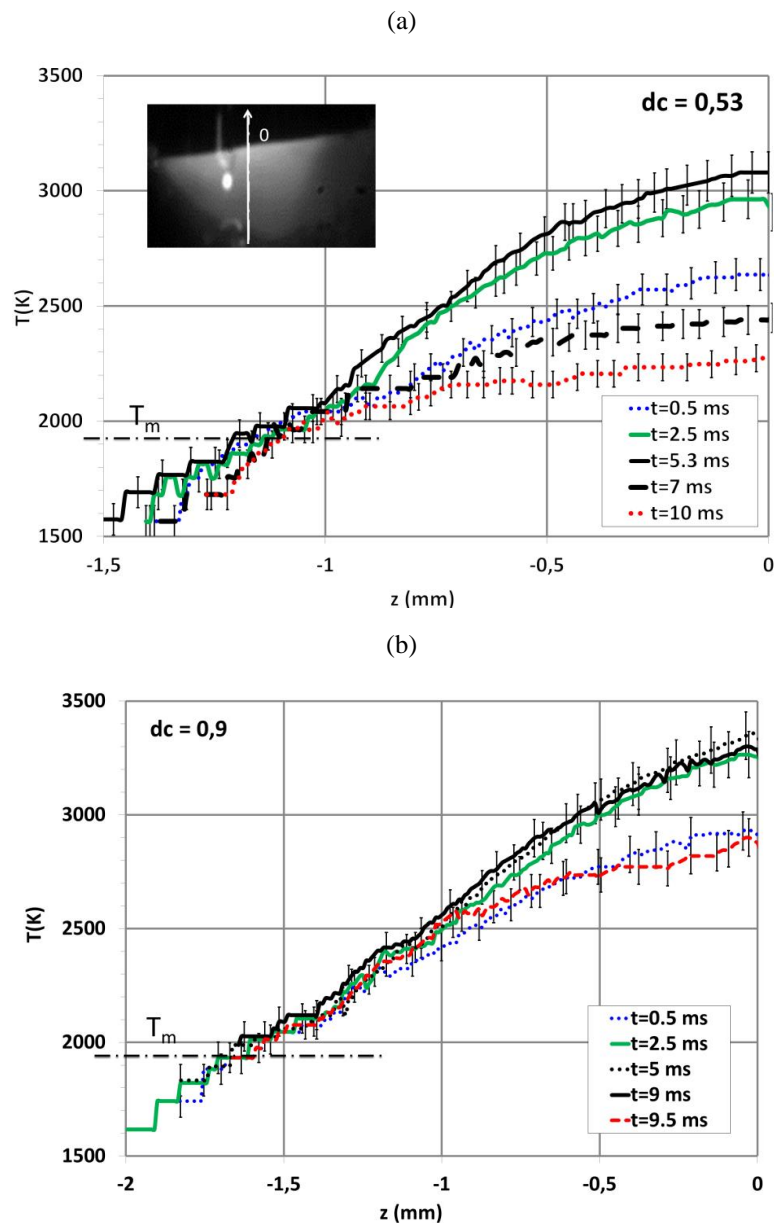 (a)
3500
3000
2500
2000
1500
T(K)
0
dc = 0,53
Tm
t=0.5 ms
t=2.5 ms
t=5.3 ms
t=7 ms
t=10 ms
-1,5
-1
-0,5
0
z (mm)
(b)
3500
3000
2500
2000
1500
T(K)
dc = 0,9
Tm
t=0.5 ms
t=2.5 ms
t=5 ms
t=9 ms
t=9.5 ms
-2
-1,5
-1
-0,5
0
z (mm)